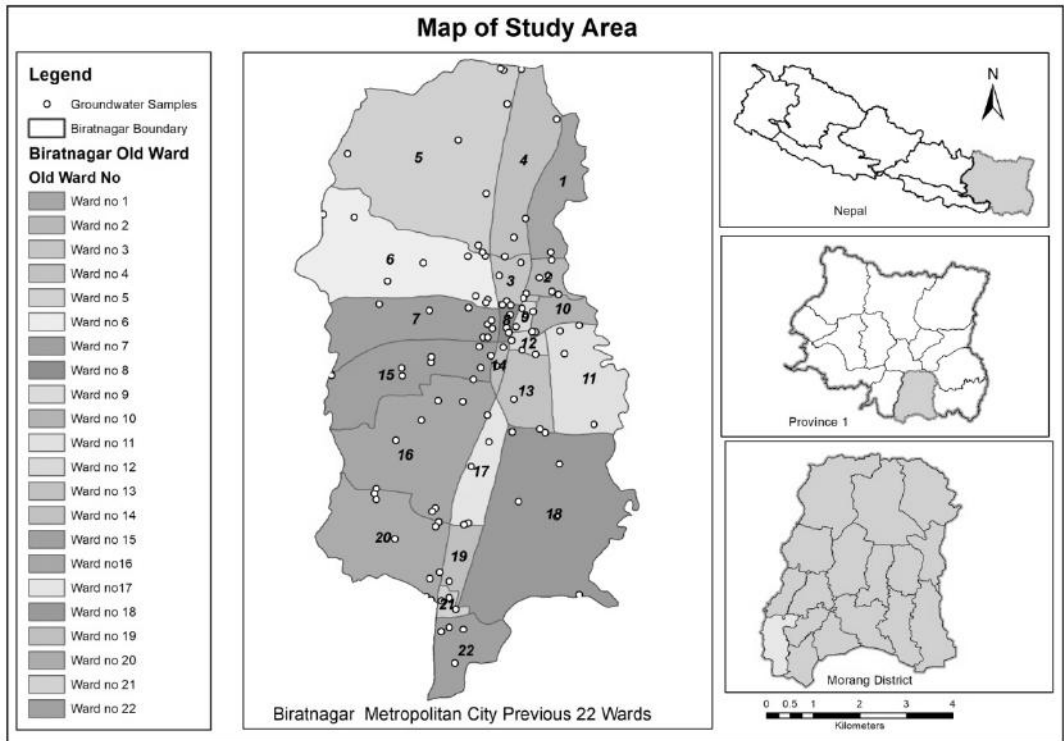 Map of Study Area
Legend
Groundwater Samples
Biratnagar Boundary
Biratnagar Old Ward
Old Ward No
Ward no 1
Ward no 2
Ward no 3
Ward no 4
Ward no 5
Ward no 6
Ward no 7
Ward no 8
Ward no 9
Ward no 10
Ward no 11
Ward no 12
Ward no 13
Ward no 14
Ward no 15
Ward no16
Ward no17
Ward no 18
Ward no 19
Ward no 20
Ward no 21
Ward no 22
5
4
1
6
3
2
10
7
8
9
12
14
11
15
13
16
17
18
20
19
21
22
Biratnagar Metropolitan City Previous 22 Wards
N
Nepal
Province 1
Morang District
0 0.5 1 2 3 4
Kilometers